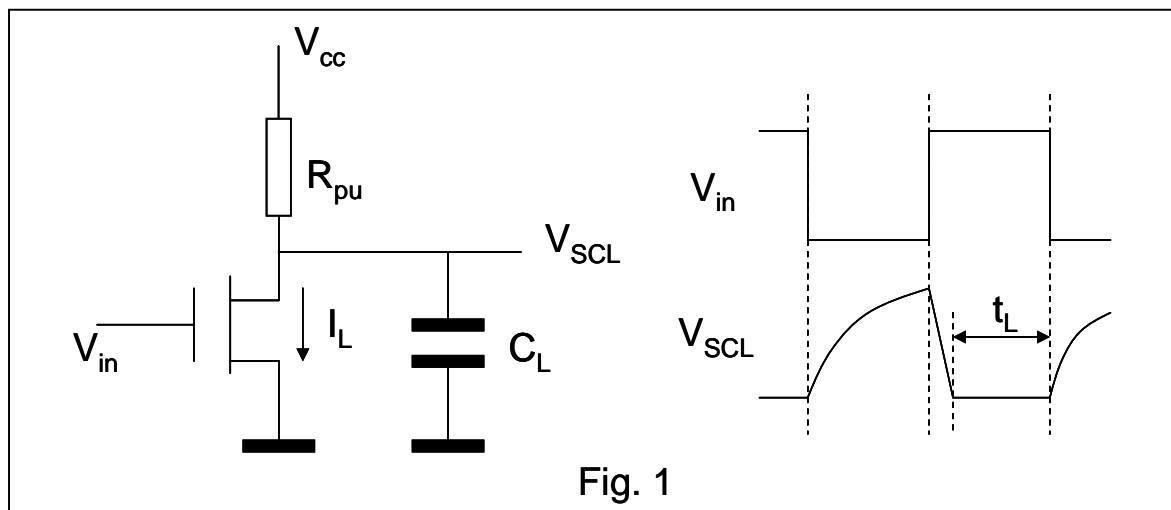 Vcc
Rpu
VSCL
IL
Vin
CL
Vin
tL
VSCL
Fig. 1